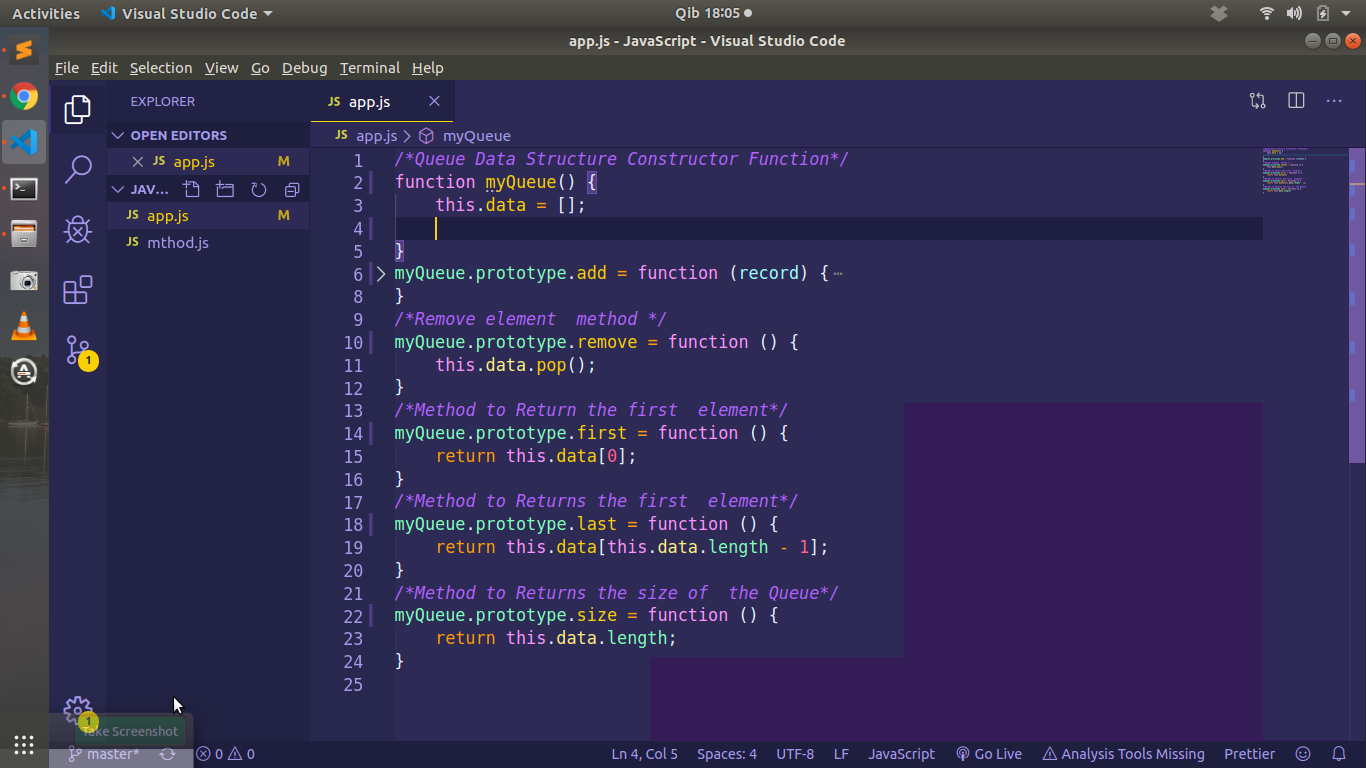 Activities Visual Studio Code Qib 18:05
app.js - JavaScript - Visual Studio Code
File Edit Selection View Go Debug Terminal Help
EXPLORER
OPEN EDITORS
JS app.js M
JAV...
JS app.js M
JS mthod.js
1
1
JS app.js
JS app.js > myQueue
1 /*Queue Data Structure Constructor Function*/
2 function myQueue() {
3     this.data = [];
4
5 }
6 myQueue.prototype.add = function (record) {…
8 }
9 /*Remove element  method */
10 myQueue.prototype.remove = function () {
11     this.data.pop();
12 }
13 /*Method to Return the first  element*/
14 myQueue.prototype.first = function () {
15     return this.data[0];
16 }
17 /*Method to Returns the first  element*/
18 myQueue.prototype.last = function () {
19     return this.data[this.data.length - 1];
20 }
21 /*Method to Returns the size of  the Queue*/
22 myQueue.prototype.size = function () {
23     return this.data.length;
24 }
25
Take Screenshot
master* 0 0 Ln 4, Col 5 Spaces: 4 UTF-8 LF JavaScript Go Live Analysis Tools Missing Prettier